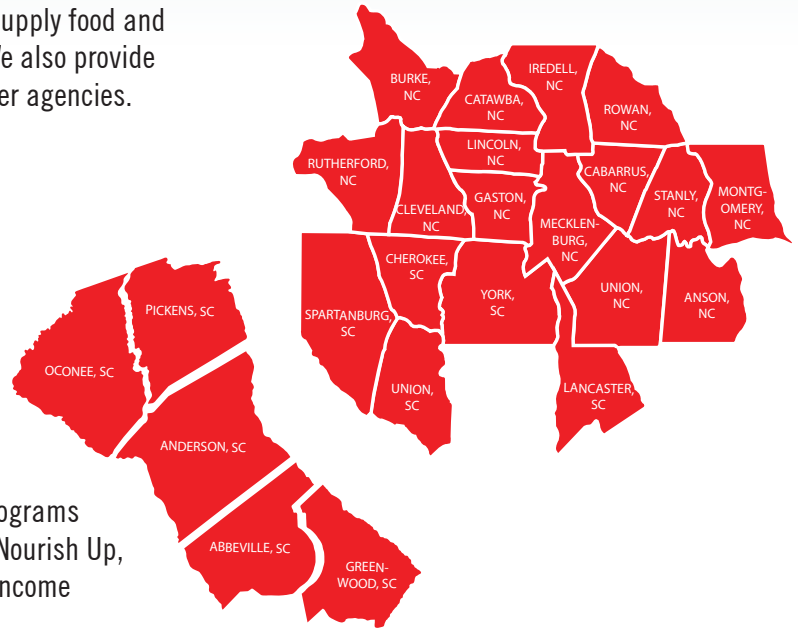 upply food and
e also provide
er agencies.
BURKE,
NC
CATAWBA,
NC
IREDELL,
NC
ROWAN,
NC
LINCOLN,
NC
RUTHERFORD,
NC
CLEVELAND,
NC
GASTON,
NC
MECKLEN-
BURG,
NC
CABARRUS,
NC
STANLY,
NC
MONTG-
OMERY,
NC
CHEROKEE,
SC
SPARTANBURG,
SC
YORK,
SC
UNION,
NC
ANSON,
NC
UNION,
SC
LANCASTER,
SC
PICKENS, SC
OCONEE, SC
ANDERSON, SC
ABBEVILLE, SC
GREEN-
WOOD, SC
ograms
Nourish Up,
ncome